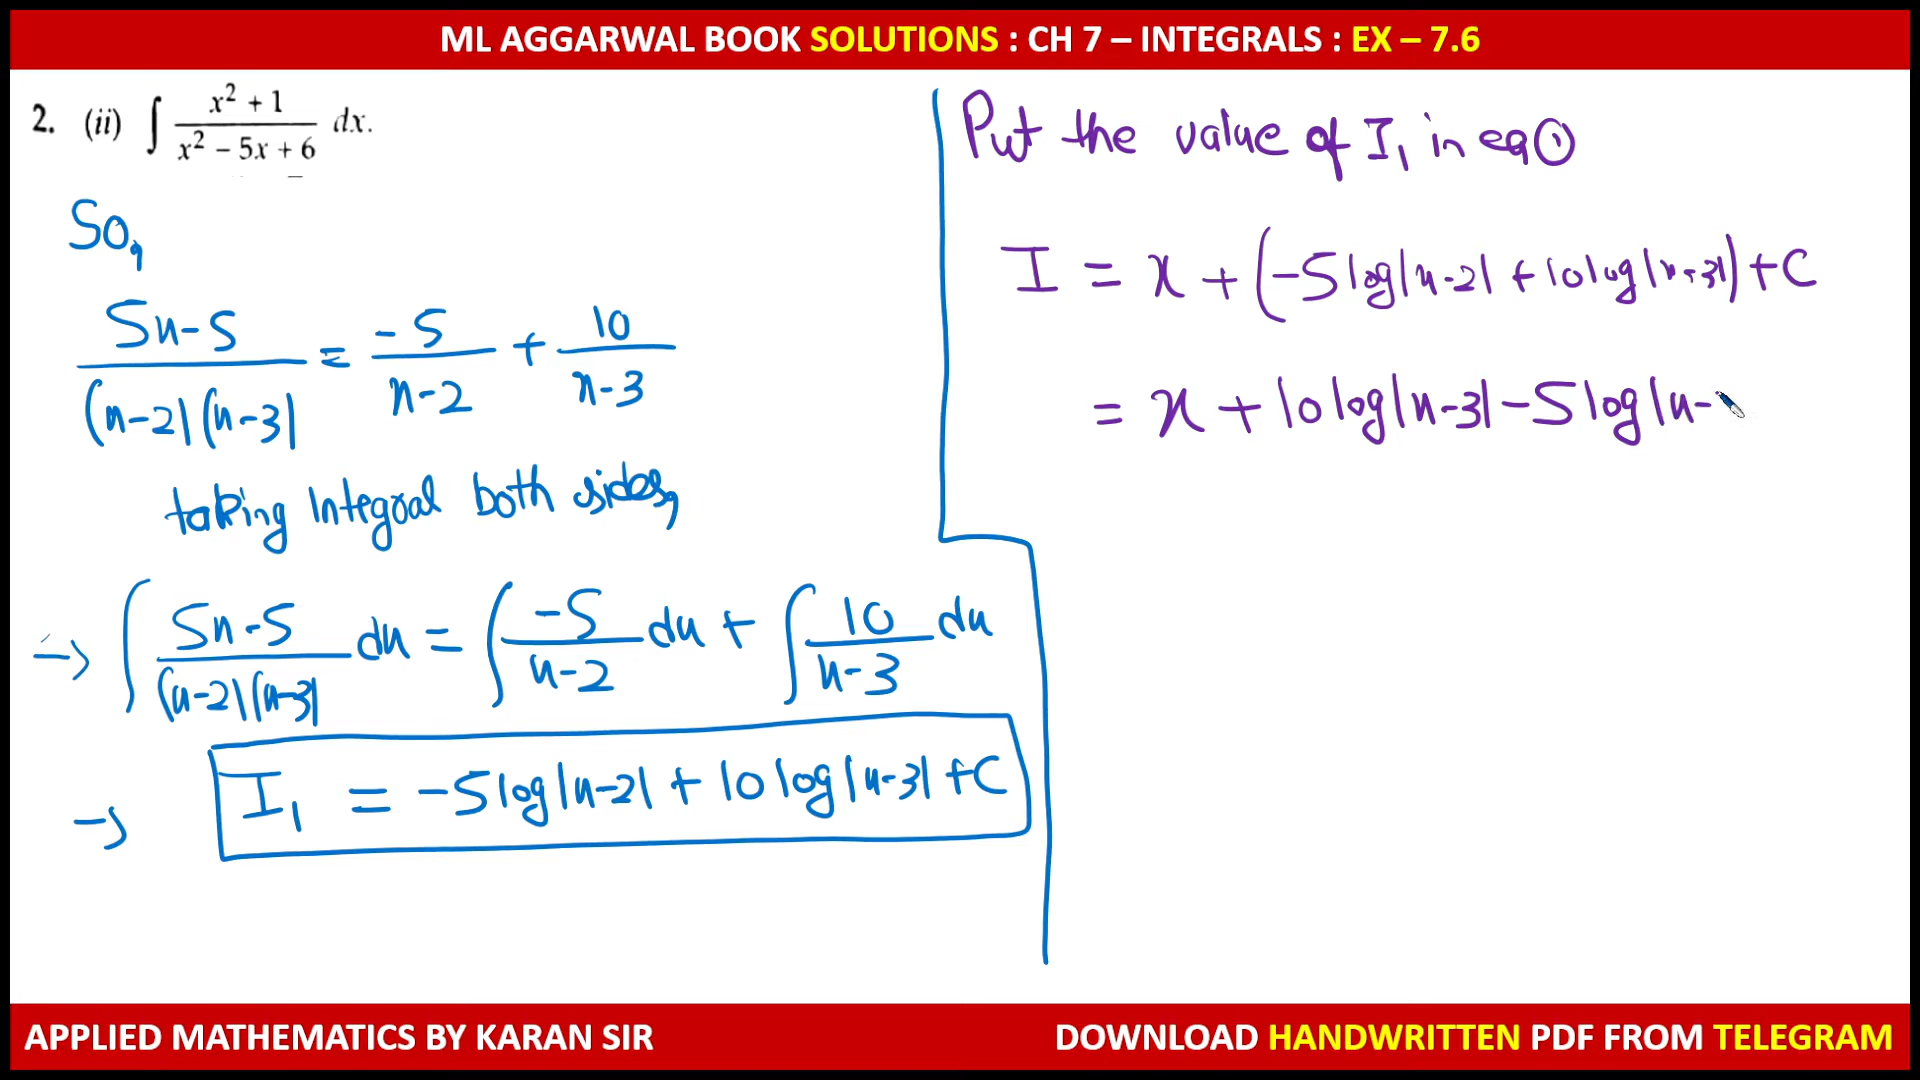 ML AGGARWAL BOOK SOLUTIONS : CH 7 – INTEGRALS : EX – 7.6
2. (ii) ∫ (x² + 1)/(x² − 5x + 6) dx.
So,
(5x-5)/((x-2)(x-3)) = -5/(x-2) + 10/(x-3)
taking Integral both sides,
→ ∫ (5x-5)/((x-2)(x-3)) dx = ∫ -5/(x-2) dx + ∫ 10/(x-3) dx
→ I₁ = -5 log|x-2| + 10 log|x-3| + C
Put the value of I₁ in eq ①
I = x + (-5 log|x-2| + 10 log|x-3|) + C
= x + 10 log|x-3| - 5 log|x-
APPLIED MATHEMATICS BY KARAN SIR
DOWNLOAD HANDWRITTEN PDF FROM TELEGRAM